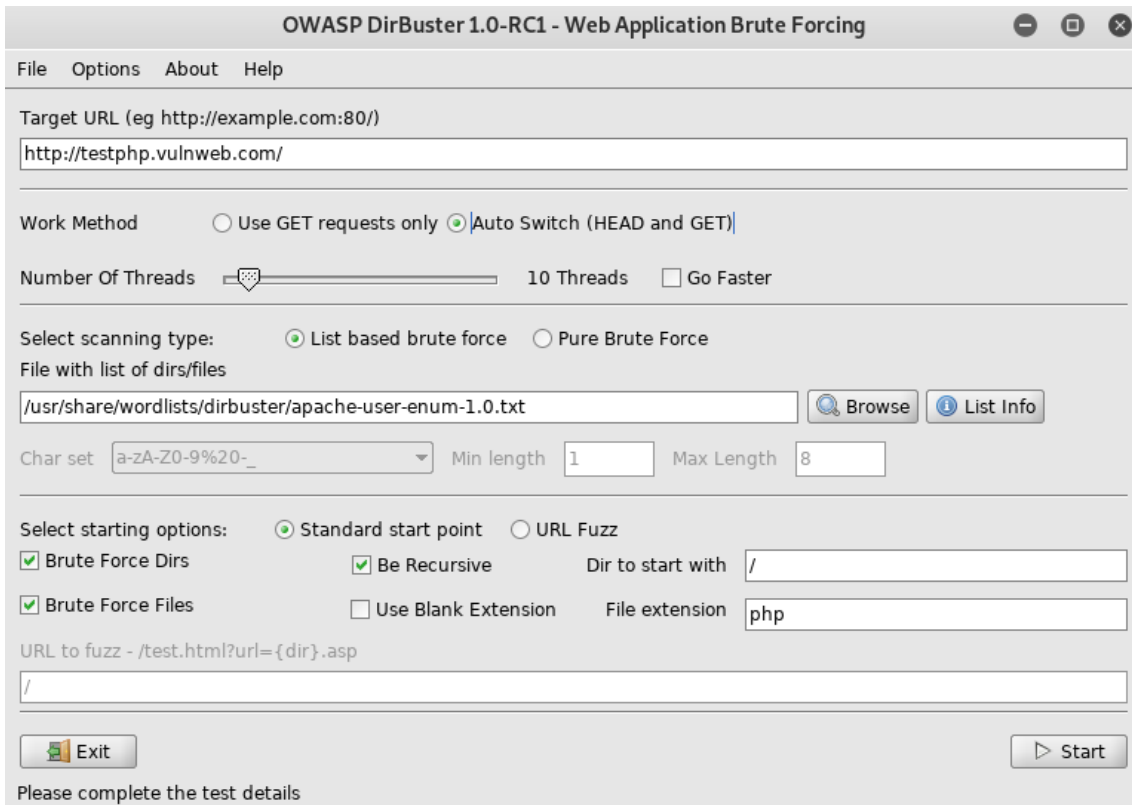 OWASP DirBuster 1.0-RC1 - Web Application Brute Forcing
File Options About Help
Target URL (eg http://example.com:80/)
http://testphp.vulnweb.com/
Work Method Use GET requests only Auto Switch (HEAD and GET)
Number Of Threads 10 Threads Go Faster
Select scanning type: List based brute force Pure Brute Force
File with list of dirs/files
/usr/share/wordlists/dirbuster/apache-user-enum-1.0.txt Browse List Info
Char set a-zA-Z0-9%20-_ Min length 1 Max Length 8
Select starting options: Standard start point URL Fuzz
Brute Force Dirs Be Recursive Dir to start with /
Brute Force Files Use Blank Extension File extension php
URL to fuzz - /test.html?url={dir}.asp
/
Exit Start
Please complete the test details